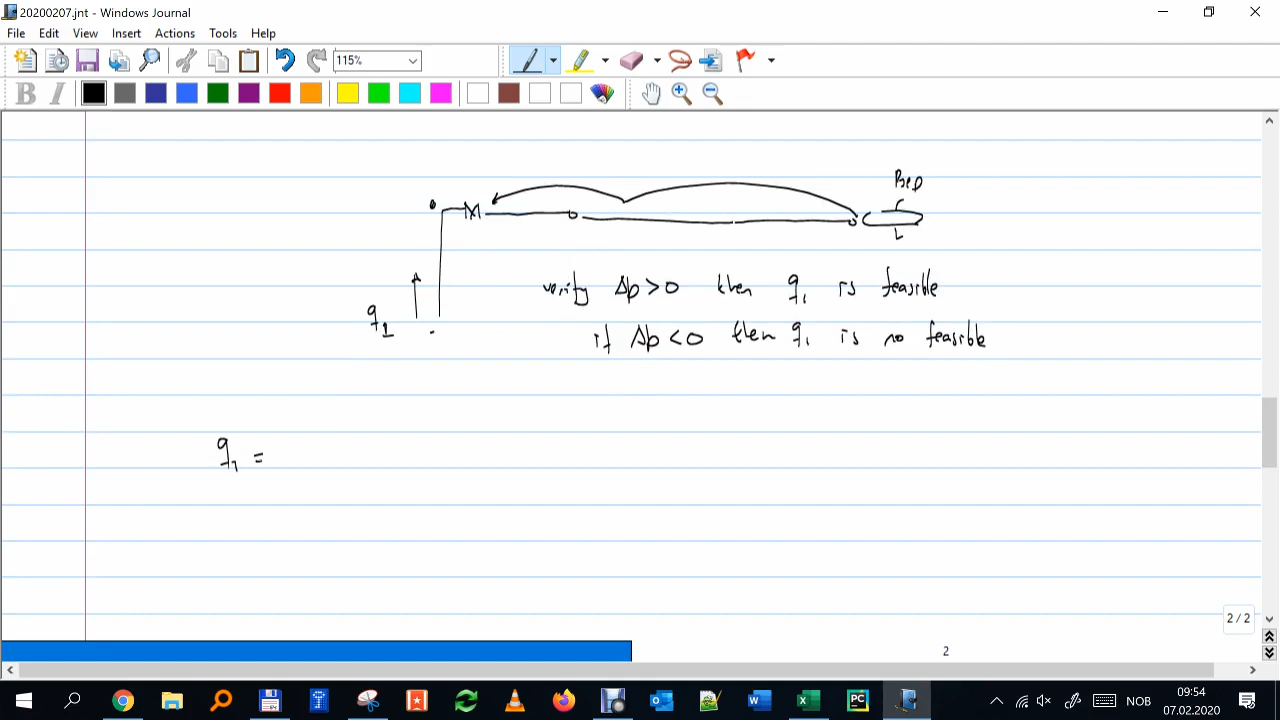 20200207.jnt - Windows Journal
File Edit View Insert Actions Tools Help
115%
B I
q1
verify Δp>0 then q1 is feasible
if Δp<0 then q1 is no feasible
q1 =
2 / 2
2
NOB
09:54
07.02.2020